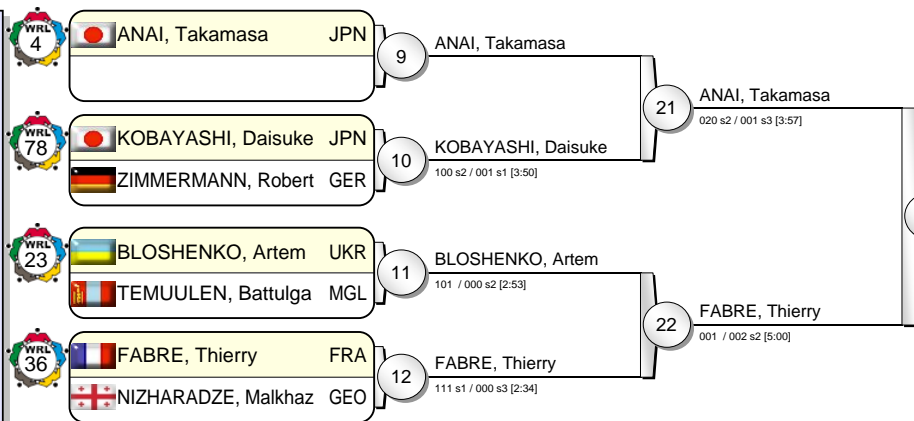 WRL
4
ANAI, Takamasa JPN
9
ANAI, Takamasa
21
ANAI, Takamasa
020 s2 / 001 s3 [3:57]
WRL
78
KOBAYASHI, Daisuke JPN
ZIMMERMANN, Robert GER
10
KOBAYASHI, Daisuke
100 s2 / 001 s1 [3:50]
WRL
23
BLOSHENKO, Artem UKR
TEMUULEN, Battulga MGL
11
BLOSHENKO, Artem
101 / 000 s2 [2:53]
22
FABRE, Thierry
001 / 002 s2 [5:00]
WRL
36
FABRE, Thierry FRA
NIZHARADZE, Malkhaz GEO
12
FABRE, Thierry
111 s1 / 000 s3 [2:34]